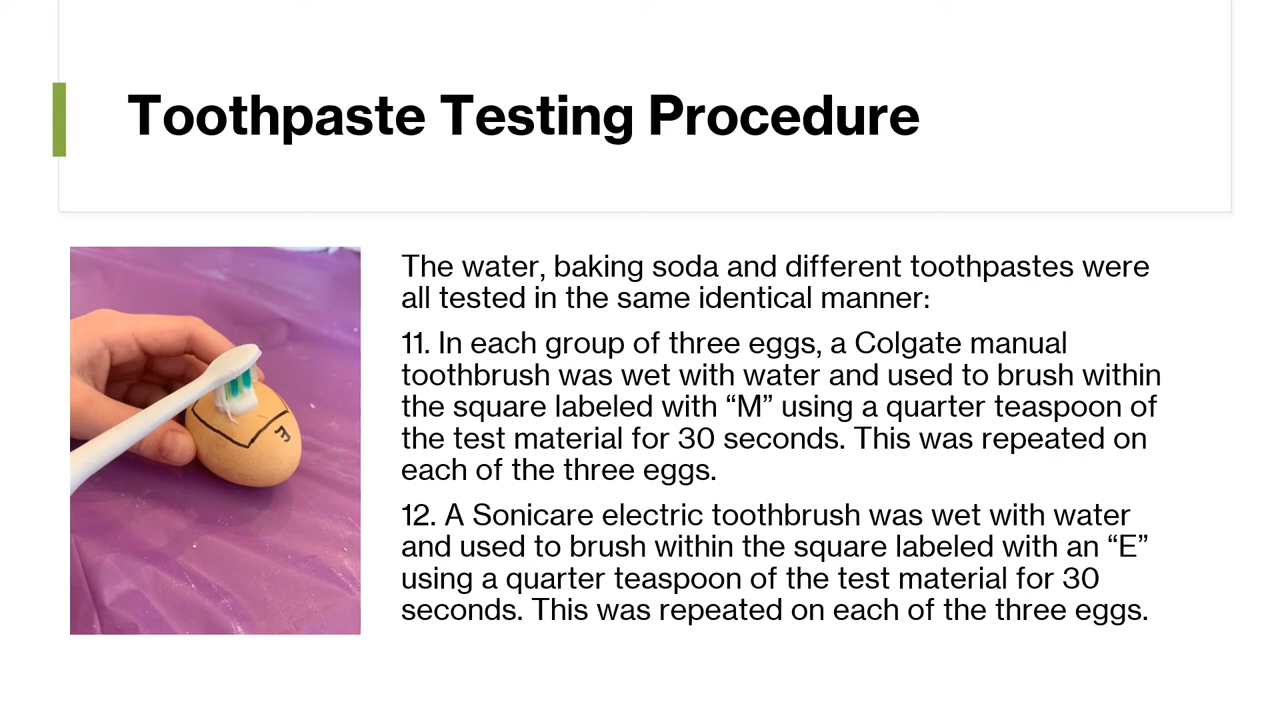 Toothpaste Testing Procedure
The water, baking soda and different toothpastes were
all tested in the same identical manner:
11. In each group of three eggs, a Colgate manual
toothbrush was wet with water and used to brush within
the square labeled with “M” using a quarter teaspoon of
the test material for 30 seconds. This was repeated on
each of the three eggs.
12. A Sonicare electric toothbrush was wet with water
and used to brush within the square labeled with an “E”
using a quarter teaspoon of the test material for 30
seconds. This was repeated on each of the three eggs.
E